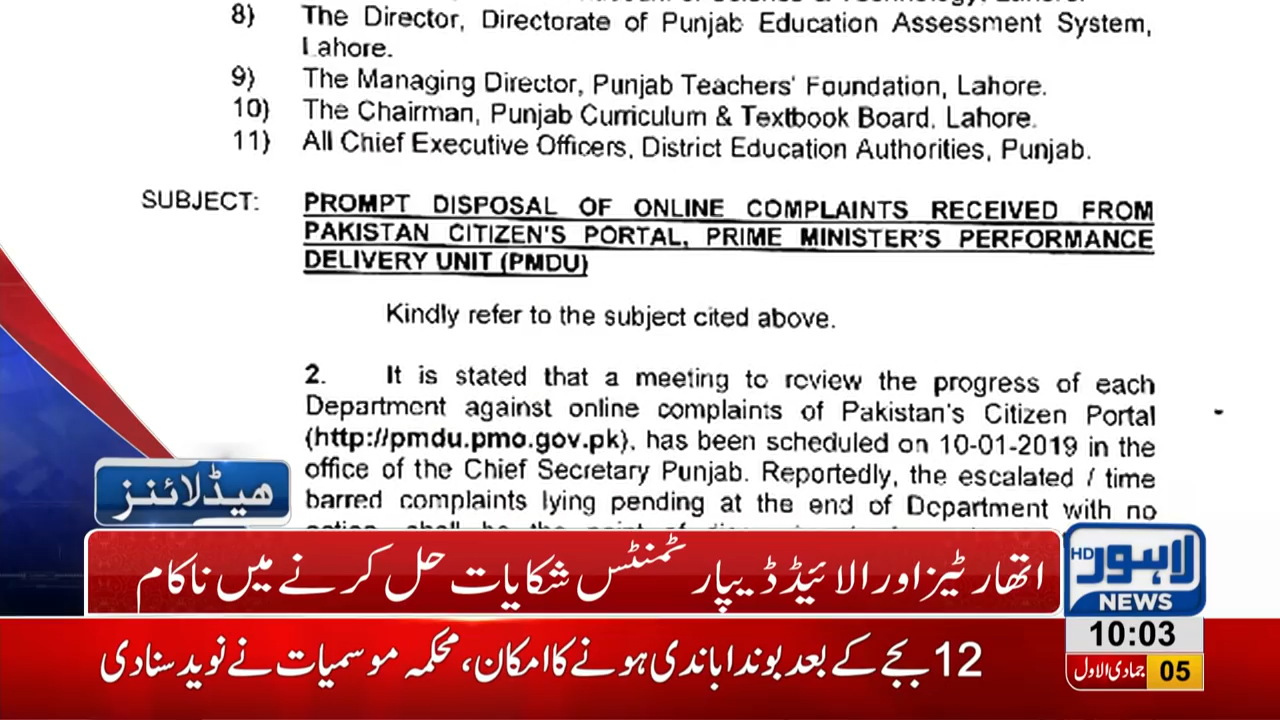 8) The Director, Directorate of Punjab Education Assessment System,
Lahore.
9) The Managing Director, Punjab Teachers' Foundation, Lahore.
10) The Chairman, Punjab Curriculum & Textbook Board, Lahore.
11) All Chief Executive Officers, District Education Authorities, Punjab.
SUBJECT: PROMPT DISPOSAL OF ONLINE COMPLAINTS RECEIVED FROM
PAKISTAN CITIZEN'S PORTAL, PRIME MINISTER'S PERFORMANCE
DELIVERY UNIT (PMDU)
Kindly refer to the subject cited above.
2. It is stated that a meeting to review the progress of each
Department against online complaints of Pakistan's Citizen Portal
(http://pmdu.pmo.gov.pk), has been scheduled on 10-01-2019 in the
office of the Chief Secretary Punjab. Reportedly, the escalated / time
barred complaints lying pending at the end of Department with no
ھیڈلائنز
اتھارٹیز اور الائیڈ ڈیپارٹمنٹس شکایات حل کرنے میں ناکام
لاہور HD
NEWS
10:03
12 بجے کے بعد بوندا باندی ہونے کا امکان، محکمہ موسمیات نے نوید سنا دی
05 جمادی الاول